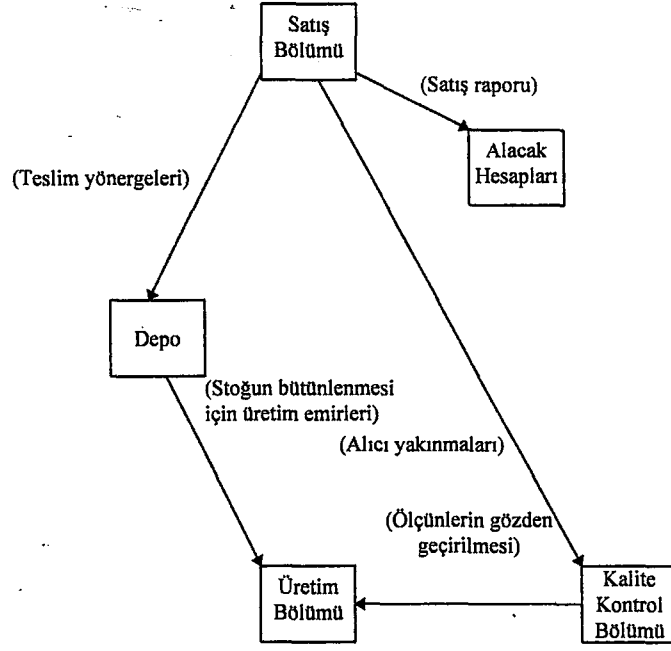 Satış
Bölümü
(Satış raporu)
Alacak
Hesapları
(Teslim yönergeleri)
Depo
(Stoğun bütünlenmesi
için üretim emirleri)
(Alıcı yakınmaları)
(Ölçünlerin gözden
geçirilmesi)
Üretim
Bölümü
Kalite
Kontrol
Bölümü